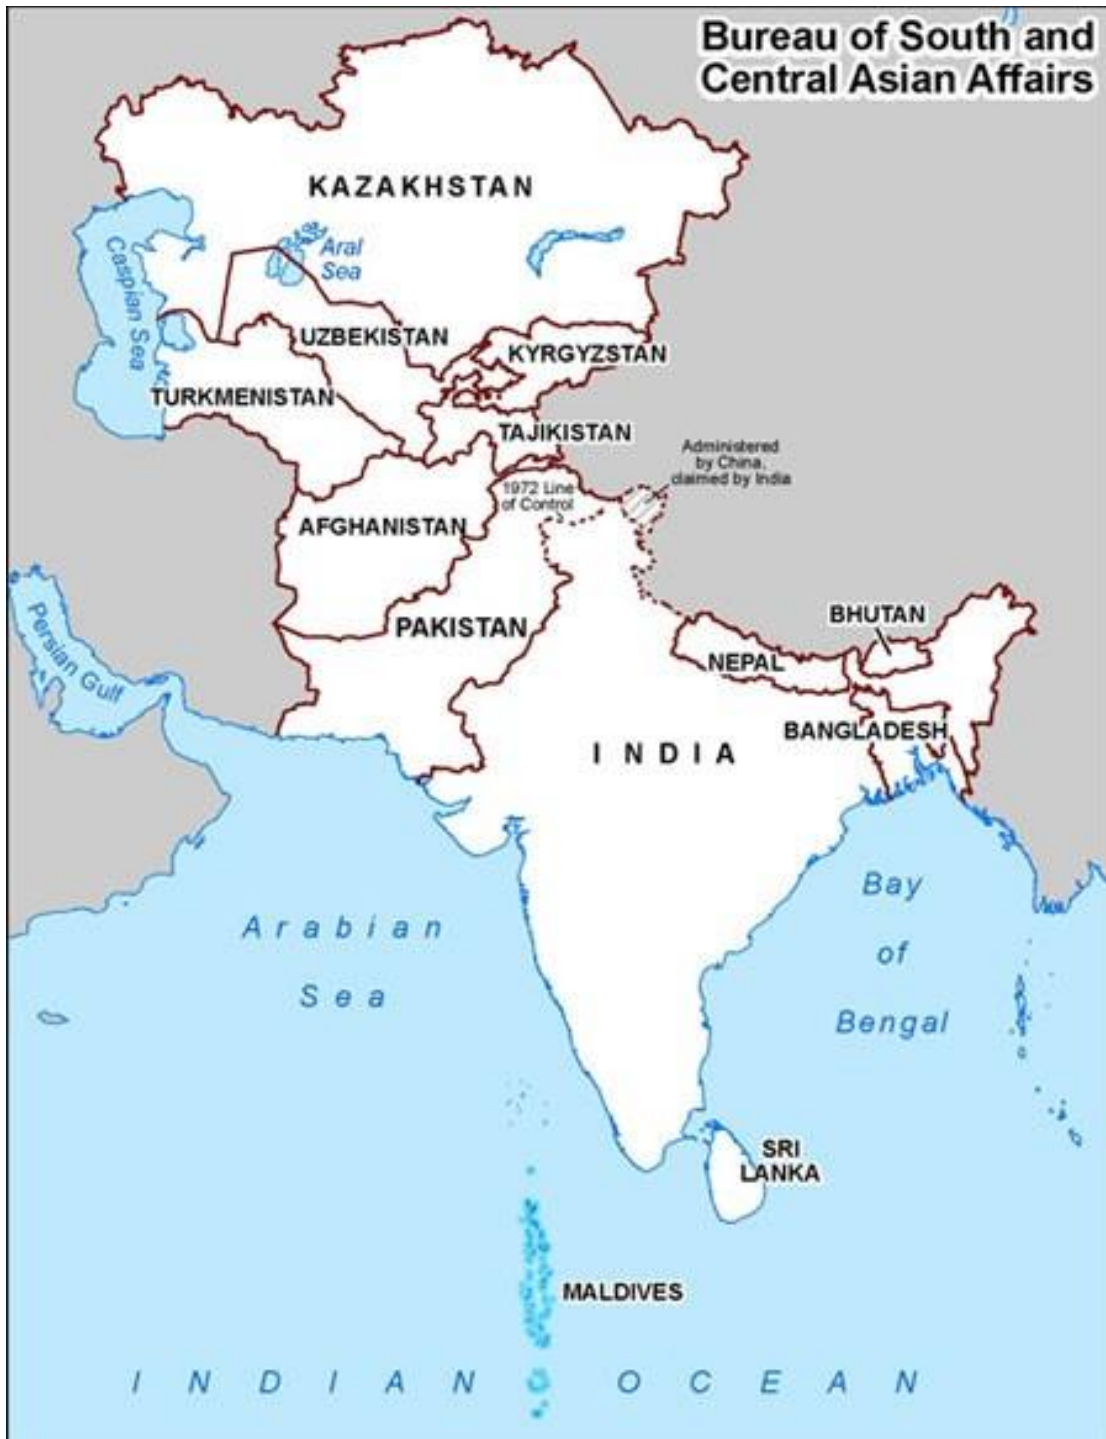 Bureau of South and
Central Asian Affairs
KAZAKHSTAN
Aral
Sea
Caspian Sea
UZBEKISTAN
KYRGYZSTAN
TURKMENISTAN
TAJIKISTAN
Administered
by China,
claimed by India
1972 Line
of Control
AFGHANISTAN
PAKISTAN
BHUTAN
Persian Gulf
NEPAL
BANGLADESH
INDIA
Arabian
Sea
Bay
of
Bengal
SRI
LANKA
MALDIVES
INDIAN OCEAN